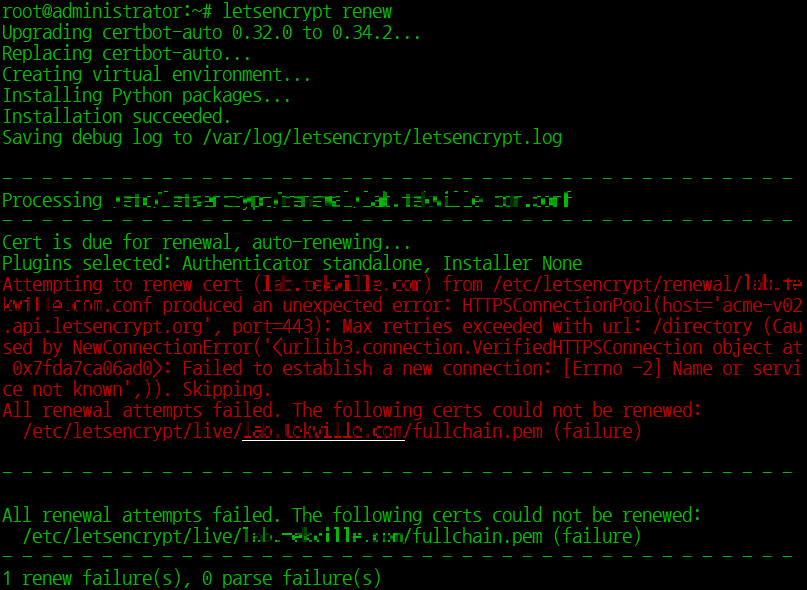 root@administrator:~# letsencrypt renew
Upgrading certbot-auto 0.32.0 to 0.34.2...
Replacing certbot-auto...
Creating virtual environment...
Installing Python packages...
Installation succeeded.
Saving debug log to /var/log/letsencrypt/letsencrypt.log
- - - - - - - - - - - - - - - - - - - - - - - - - - - - - - - - - - - - - - - -
Processing
- - - - - - - - - - - - - - - - - - - - - - - - - - - - - - - - - - - - - - - -
Cert is due for renewal, auto-renewing...
Plugins selected: Authenticator standalone, Installer None
Attempting to renew cert () from /etc/letsencrypt/renewal/
.conf produced an unexpected error: HTTPSConnectionPool(host='acme-v02
.api.letsencrypt.org', port=443): Max retries exceeded with url: /directory (Cau
sed by NewConnectionError('<urllib3.connection.VerifiedHTTPSConnection object at
 0x7fda7ca06ad0>: Failed to establish a new connection: [Errno -2] Name or servi
ce not known',)). Skipping.
All renewal attempts failed. The following certs could not be renewed:
  /etc/letsencrypt/live//fullchain.pem (failure)
- - - - - - - - - - - - - - - - - - - - - - - - - - - - - - - - - - - - - - - -
All renewal attempts failed. The following certs could not be renewed:
  /etc/letsencrypt/live//fullchain.pem (failure)
- - - - - - - - - - - - - - - - - - - - - - - - - - - - - - - - - - - - - - - -
1 renew failure(s), 0 parse failure(s)